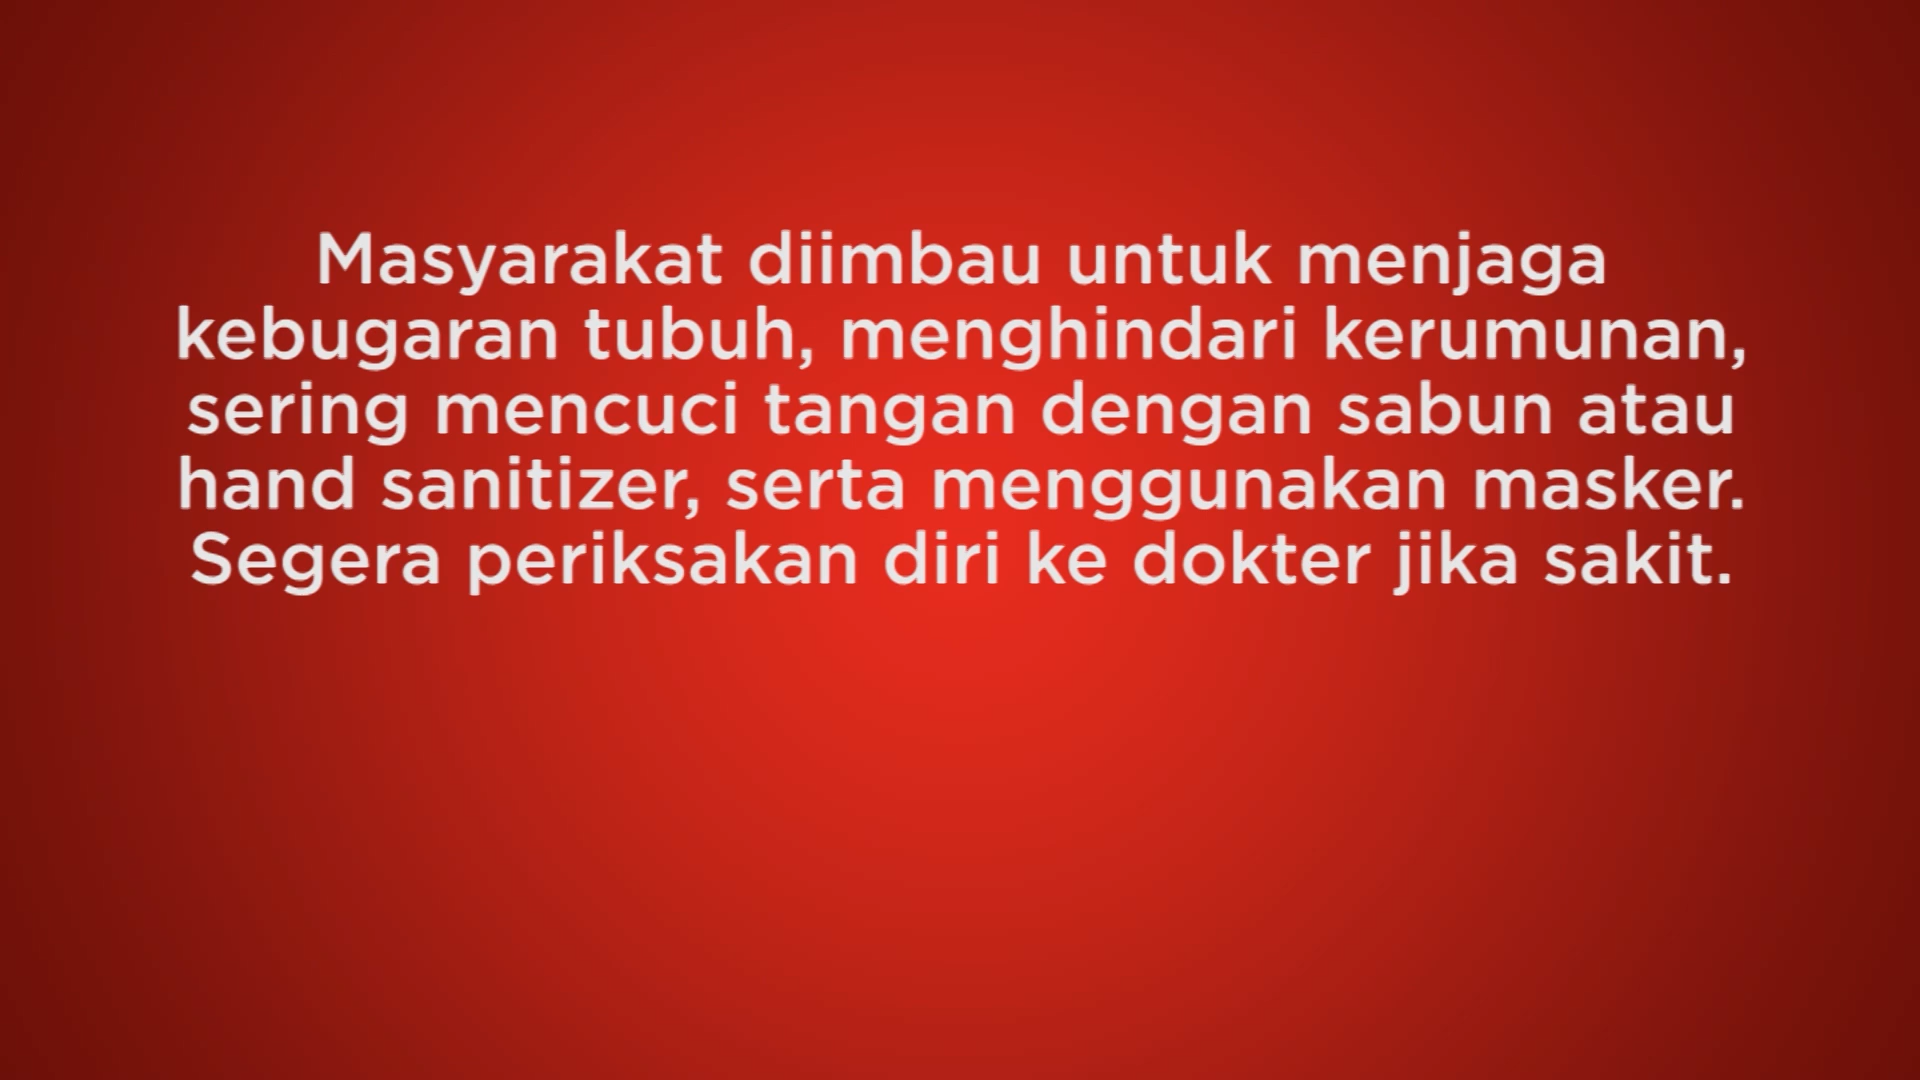 Masyarakat diimbau untuk menjaga
kebugaran tubuh, menghindari kerumunan,
sering mencuci tangan dengan sabun atau
hand sanitizer, serta menggunakan masker.
Segera periksakan diri ke dokter jika sakit.